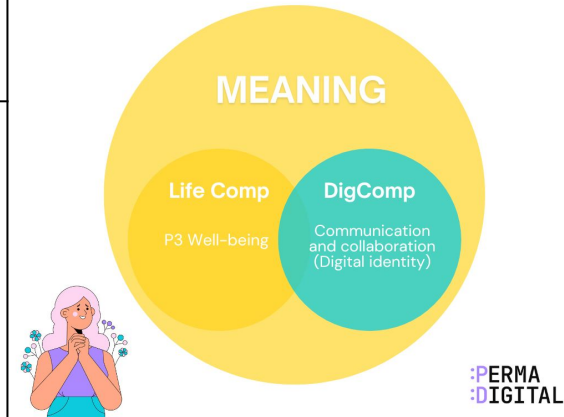 MEANING
Life Comp
P3 Well-being
DigComp
Communication
and collaboration
(Digital identity)
:PERMA
:DIGITAL